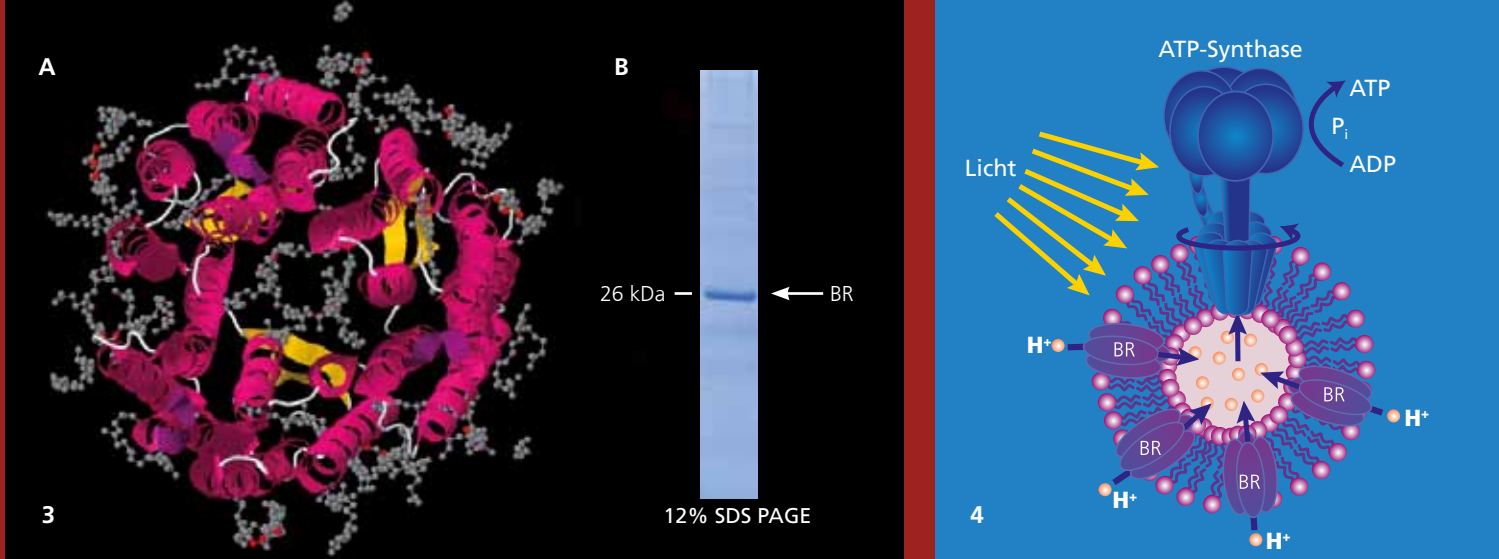 A
B
26 kDa
BR
12% SDS PAGE
3
ATP-Synthase
ATP
Pi
ADP
Licht
H+
BR
BR
H+
BR
H+
BR
H+
4